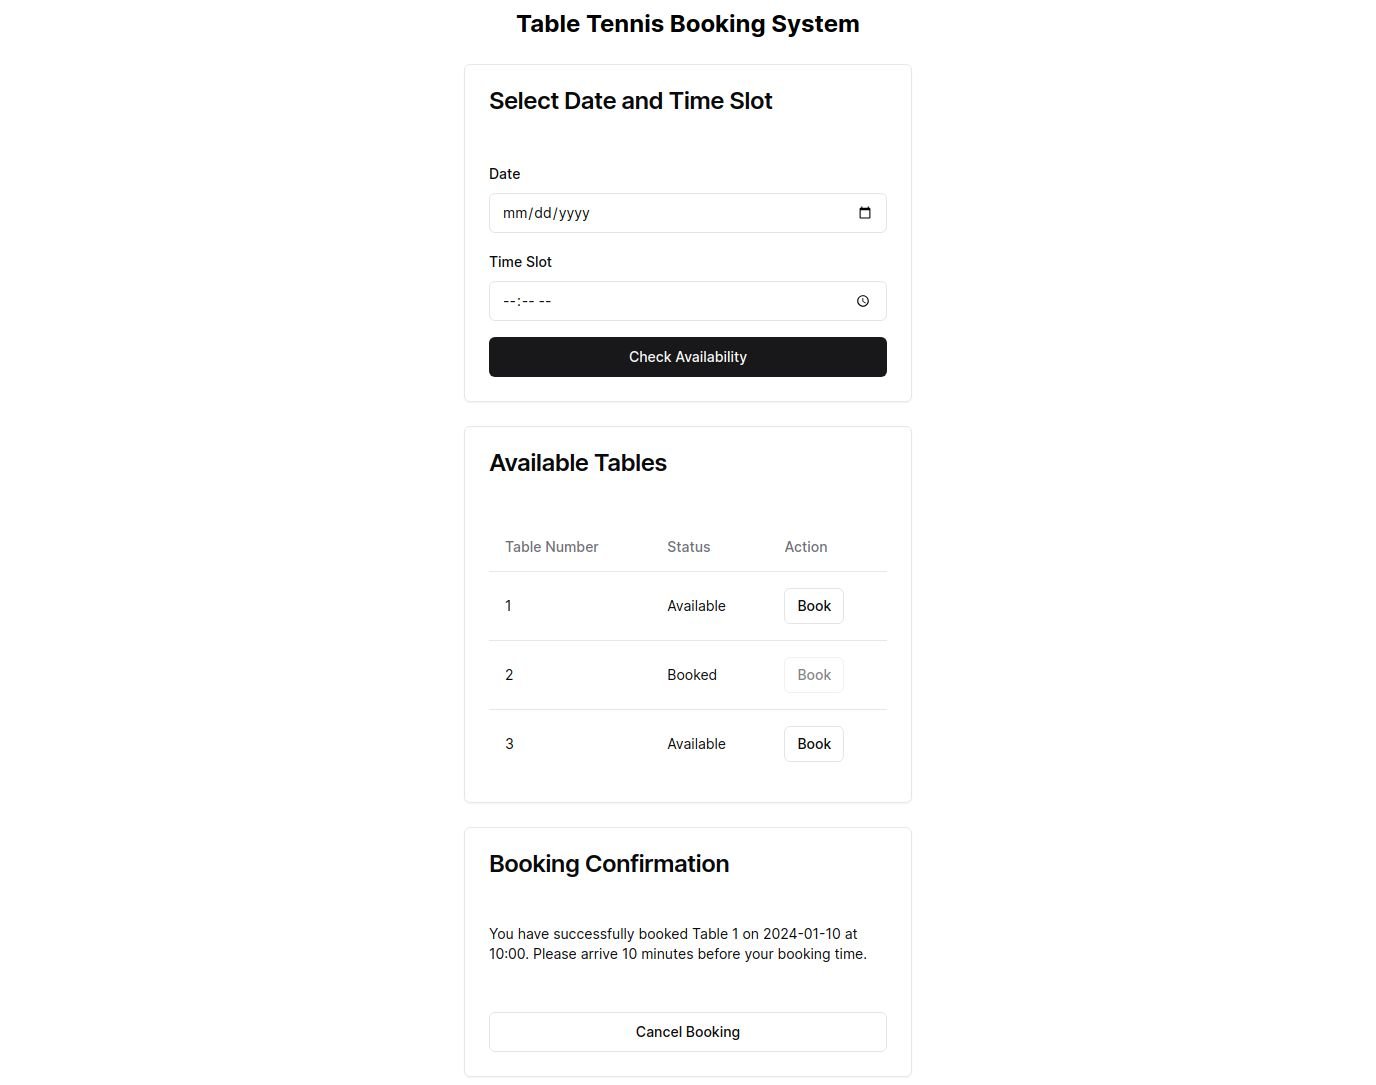 Table Tennis Booking System
Select Date and Time Slot
Date
mm/dd/yyyy
Time Slot
--:-- --
Check Availability
Available Tables
Table Number Status Action
1 Available Book
2 Booked Book
3 Available Book
Booking Confirmation
You have successfully booked Table 1 on 2024-01-10 at
10:00. Please arrive 10 minutes before your booking time.
Cancel Booking